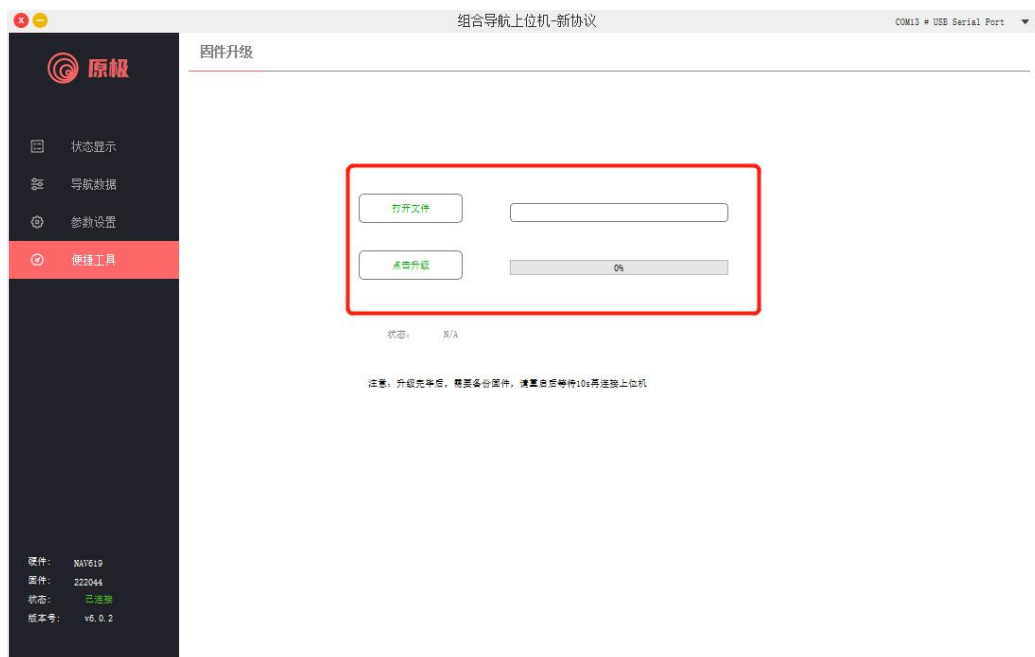 组合导航上位机-新协议
COM13 # USB Serial Port
原极
固件升级
状态显示
导航数据
参数设置
便捷工具
打开文件
点击升级
0%
状态: N/A
注意:升级完毕后,需要备份固件,请重启后等待10s再连接上位机
硬件: NAV619
固件: 222044
状态: 已连接
版本号: v6.0.2